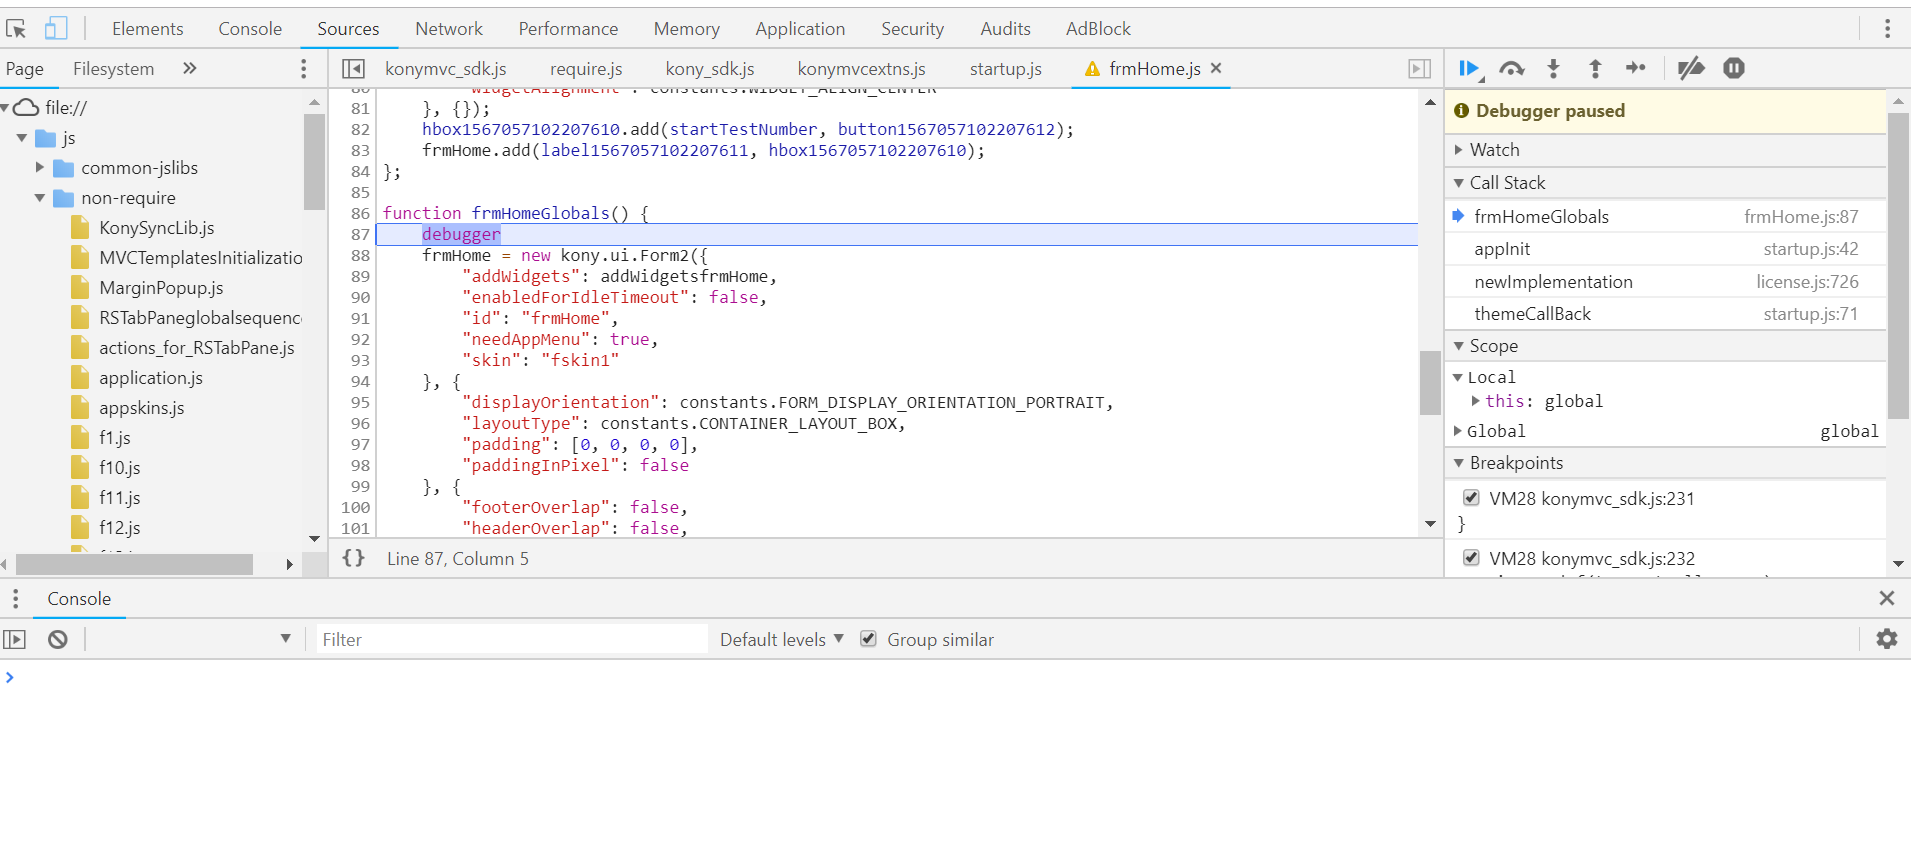 Elements Console Sources Network Performance Memory Application Security Audits AdBlock
Page Filesystem »
konymvc_sdk.js require.js kony_sdk.js konymvcextns.js startup.js frmHome.js ×
file://
js
common-jslibs
non-require
KonySyncLib.js
MVCTemplatesInitializatio
MarginPopup.js
RSTabPaneglobalsequenc
actions_for_RSTabPane.js
application.js
appskins.js
f1.js
f10.js
f11.js
f12.js
80 "widgetAlignment": constants.WIDGET_ALIGN_CENTER
81 }, {});
82 hbox1567057102207610.add(startTestNumber, button1567057102207612);
83 frmHome.add(label1567057102207611, hbox1567057102207610);
84 };
85
86 function frmHomeGlobals() {
87 debugger
88 frmHome = new kony.ui.Form2({
89 "addWidgets": addWidgetsfrmHome,
90 "enabledForIdleTimeout": false,
91 "id": "frmHome",
92 "needAppMenu": true,
93 "skin": "fskin1"
94 }, {
95 "displayOrientation": constants.FORM_DISPLAY_ORIENTATION_PORTRAIT,
96 "layoutType": constants.CONTAINER_LAYOUT_BOX,
97 "padding": [0, 0, 0, 0],
98 "paddingInPixel": false
99 }, {
100 "footerOverlap": false,
101 "headerOverlap": false,
{} Line 87, Column 5
Debugger paused
Watch
Call Stack
frmHomeGlobals frmHome.js:87
appInit startup.js:42
newImplementation license.js:726
themeCallBack startup.js:71
Scope
Local
this: global
Global global
Breakpoints
VM28 konymvc_sdk.js:231
}
VM28 konymvc_sdk.js:232
Console
Filter Default levels Group similar